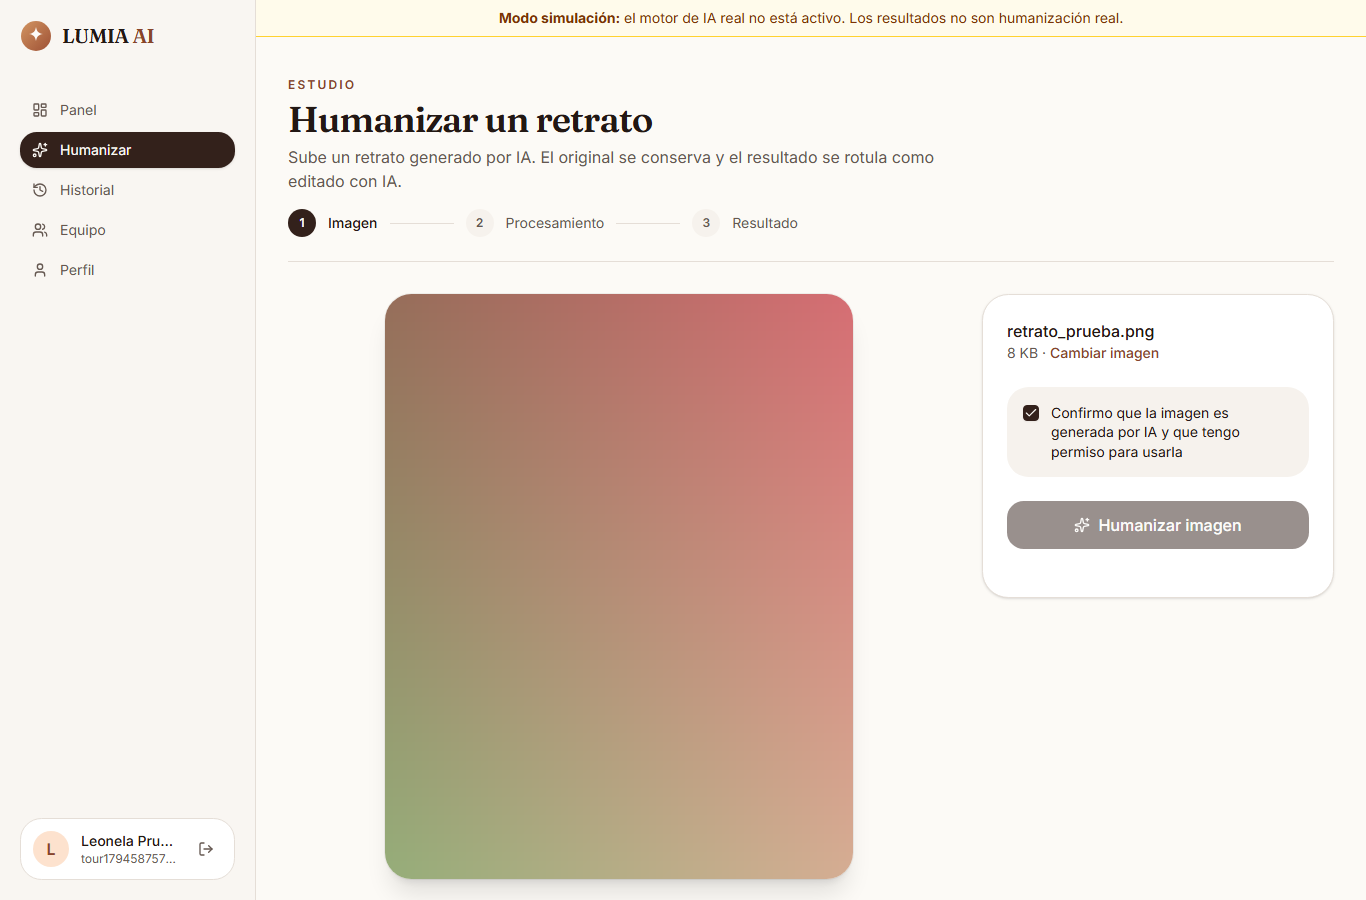 LUMIA AI
Panel
Humanizar
Historial
Equipo
Perfil
L
Leonela Pru...
tour179458757...
Modo simulación: el motor de IA real no está activo. Los resultados no son humanización real.
ESTUDIO
Humanizar un retrato
Sube un retrato generado por IA. El original se conserva y el resultado se rotula como
editado con IA.
1 Imagen 2 Procesamiento 3 Resultado
retrato_prueba.png
8 KB · Cambiar imagen
Confirmo que la imagen es
generada por IA y que tengo
permiso para usarla
Humanizar imagen